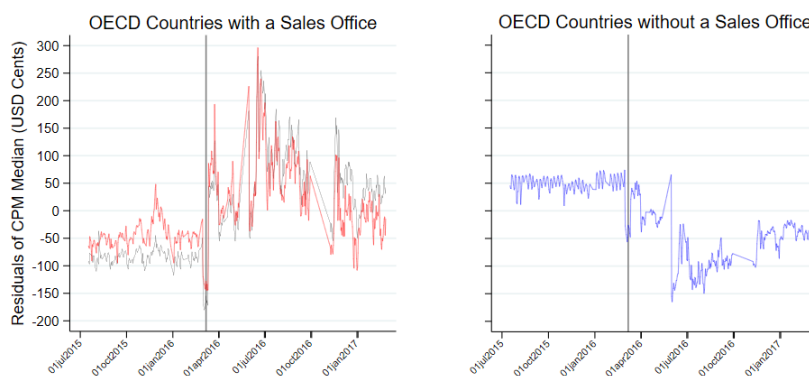 OECD Countries with a Sales Office
OECD Countries without a Sales Office
Residuals of CPM Median (USD Cents)
300
250
200
150
100
50
0
-50
-100
-150
-200
01jul2015
01oct2015
01jan2016
01apr2016
01jul2016
01oct2016
01jan2017
01jul2015
01oct2015
01jan2016
01apr2016
01jul2016
01oct2016
01jan2017